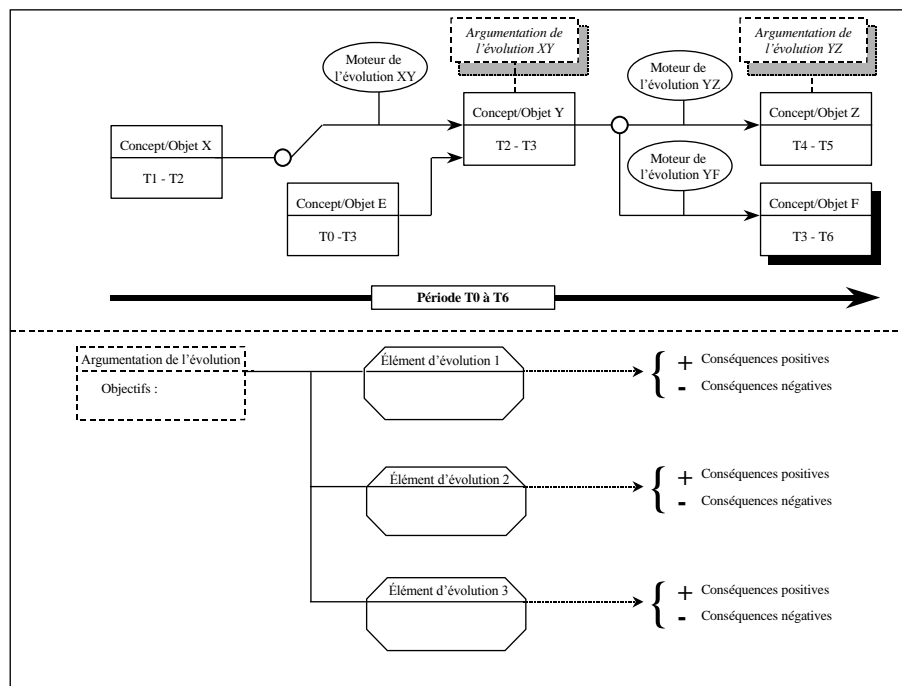 Argumentation de
l'évolution XY
Argumentation de
l'évolution YZ
Moteur de
l'évolution XY
Moteur de
l'évolution YZ
Concept/Objet X
T1 - T2
Concept/Objet Y
T2 - T3
Concept/Objet Z
T4 - T5
Moteur de
l'évolution YF
Concept/Objet E
T0 -T3
Concept/Objet F
T3 - T6
Période T0 à T6
Argumentation de l'évolution
Objectifs :
Élément d'évolution 1
+ Conséquences positives
- Conséquences négatives
Élément d'évolution 2
+ Conséquences positives
- Conséquences négatives
Élément d'évolution 3
+ Conséquences positives
- Conséquences négatives